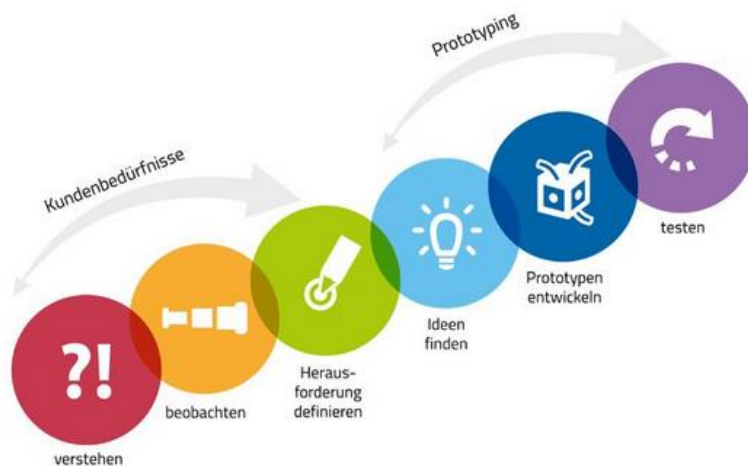 Prototyping
Kundenbedürfnisse
?!
verstehen
beobachten
Heraus-
forderung
definieren
Ideen
finden
Prototypen
entwickeln
testen